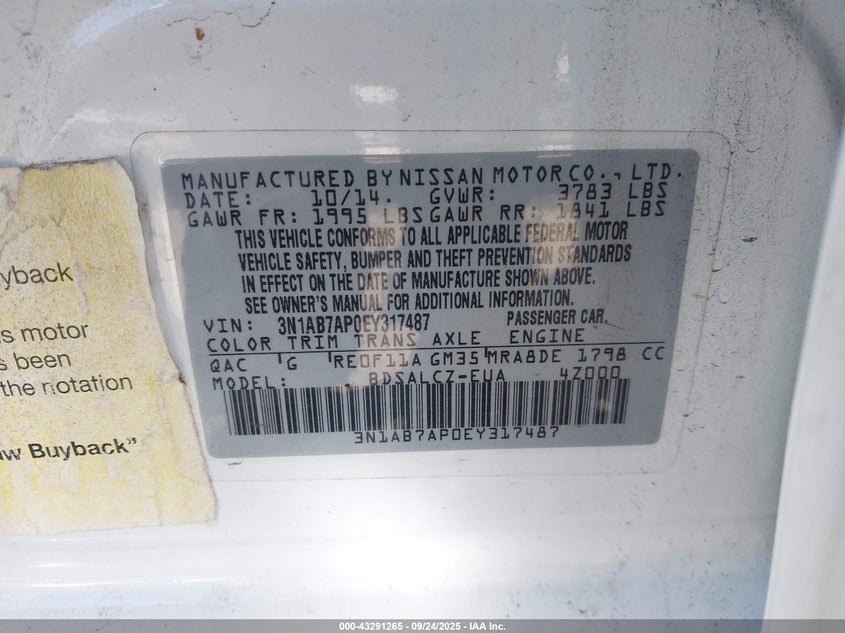 MANUFACTURED BY NISSAN MOTOR CO., LTD.
DATE: 10/14. GVWR: 3783 LBS
GAWR FR: 1995 LBS GAWR RR: 1841 LBS
THIS VEHICLE CONFORMS TO ALL APPLICABLE FEDERAL MOTOR
VEHICLE SAFETY, BUMPER AND THEFT PREVENTION STANDARDS
IN EFFECT ON THE DATE OF MANUFACTURE SHOWN ABOVE.
SEE OWNER'S MANUAL FOR ADDITIONAL INFORMATION.
VIN: 3N1AB7AP0EY317487 PASSENGER CAR.
COLOR TRIM TRANS AXLE ENGINE
QAC G RE0F11A GM35 MRA8DE 1798 CC
MODEL: BDSALCZ-EUA 4Z000
3N1AB7AP0EY317487
yback
s motor
s been
the notation
w Buyback"
000-43291265 - 09/24/2025 - IAA Inc.